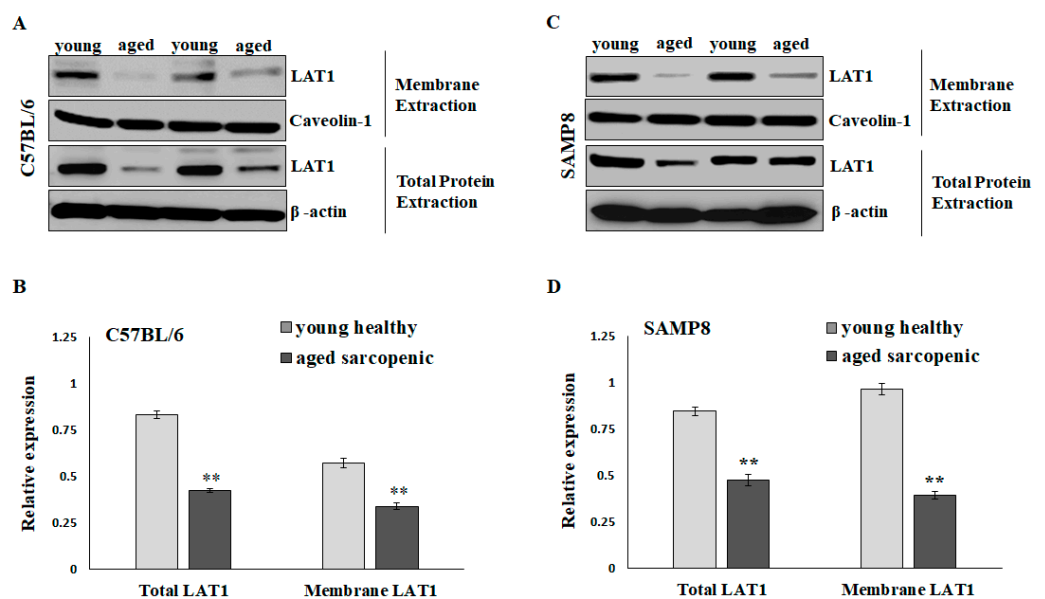 A
young aged young aged
C57BL/6
LAT1
Caveolin-1
Membrane
Extraction
LAT1
β -actin
Total Protein
Extraction
C
young aged young aged
SAMP8
LAT1
Caveolin-1
Membrane
Extraction
LAT1
β -actin
Total Protein
Extraction
B
C57BL/6
young healthy
aged sarcopenic
Relative expression
1.25
1
0.75
0.5
0.25
0
**
**
Total LAT1
Membrane LAT1
D
SAMP8
young healthy
aged sarcopenic
Relative expression
1.25
1
0.75
0.5
0.25
0
**
**
Total LAT1
Membrane LAT1